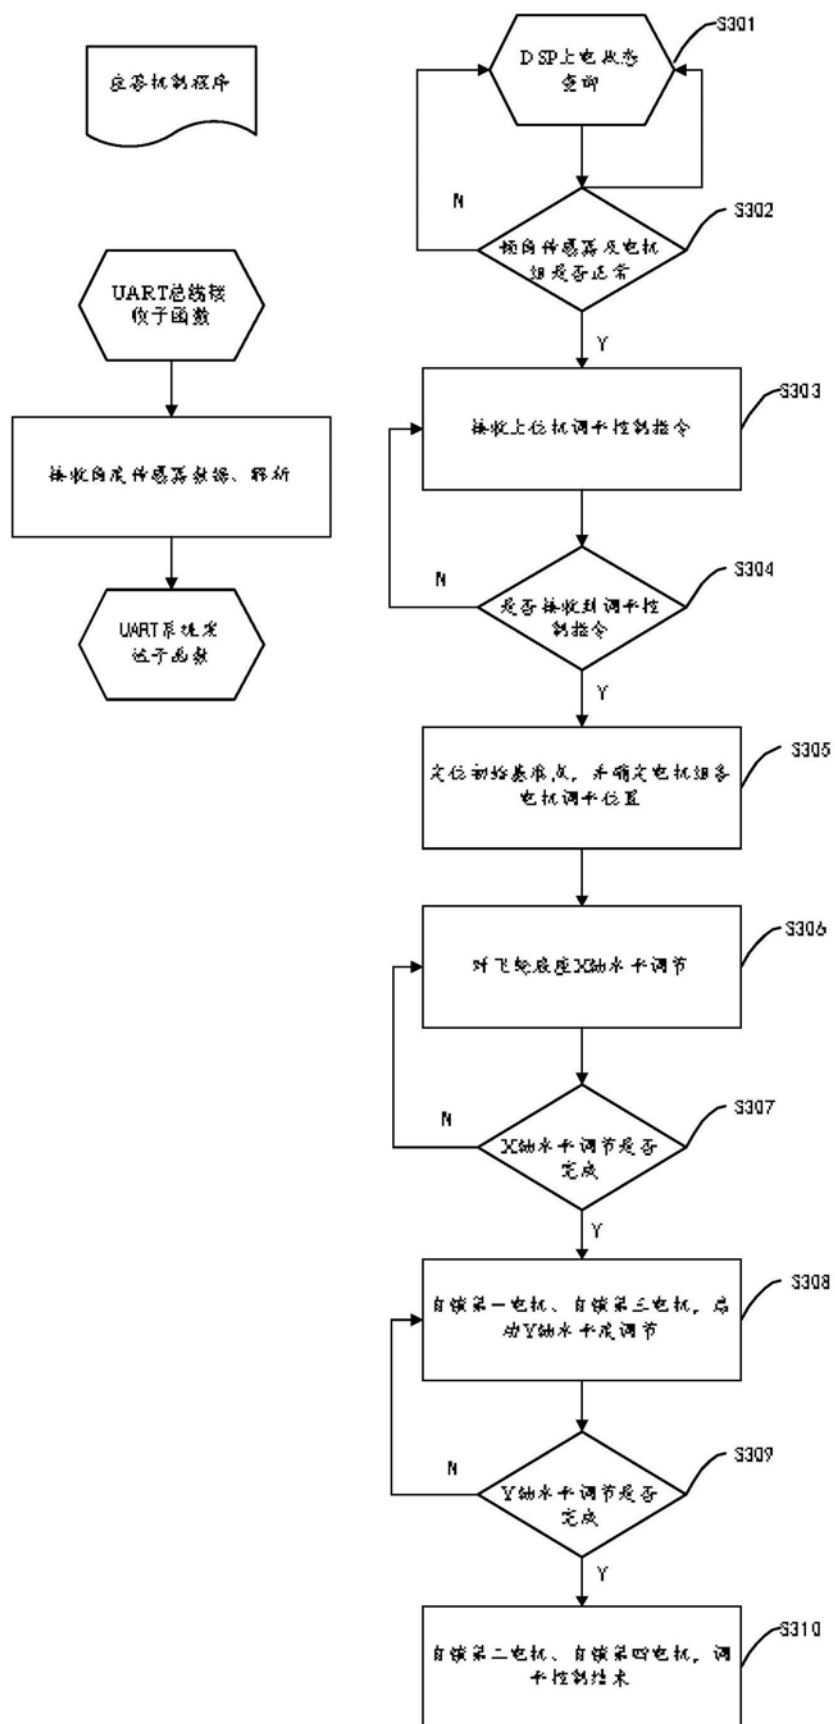 应答机制程序
UART总线接
收子函数
接收角度传感器数据、解析
UART系统发
送子函数
DSP上电状态
查询
S301
N
倾角传感器及电机
组是否正常
S302
Y
接收上位机调平控制指令
S303
N
是否接收到调平控
制指令
S304
Y
定位初始基准点，并确定电机组各
电机调平位置
S305
对飞轮底座X轴水平调节
S306
N
X轴水平调节是否
完成
S307
Y
自锁第一电机、自锁第三电机，启
动Y轴水平度调节
S308
N
Y轴水平调节是否
完成
S309
Y
自锁第二电机、自锁第四电机，调
平控制结束
S310